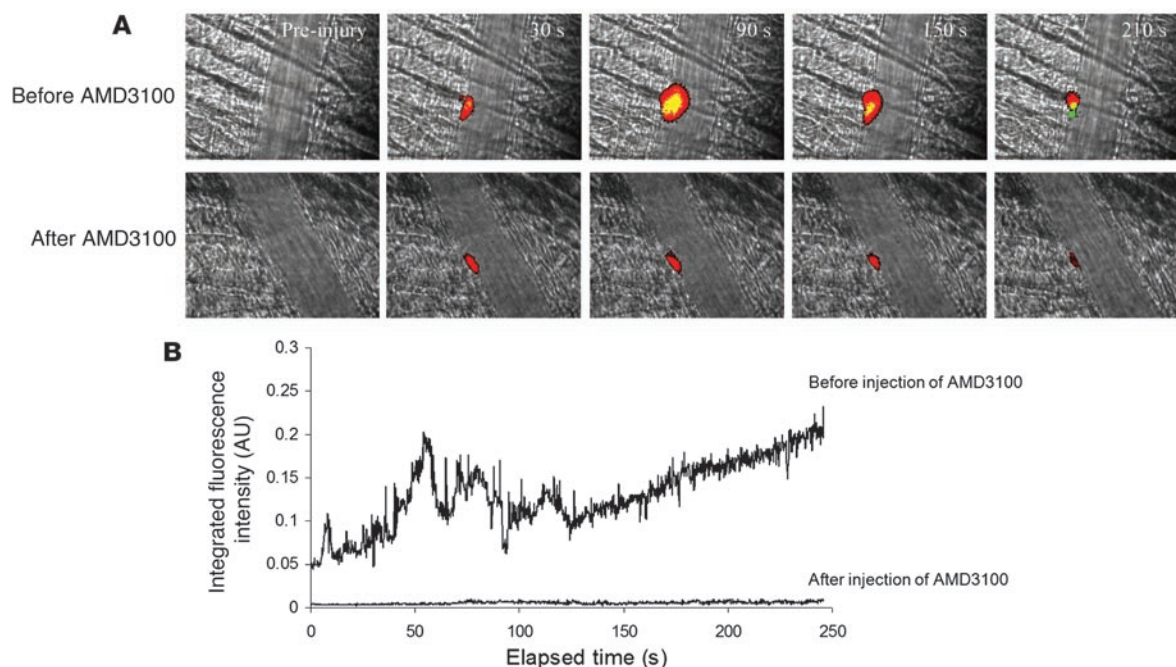 A
Pre-injury
30 s
90 s
150 s
210 s
Before AMD3100
After AMD3100
B
0.3
0.25
0.2
0.15
0.1
0.05
0
Integrated fluorescence
intensity (AU)
Before injection of AMD3100
After injection of AMD3100
0
50
100
150
200
250
Elapsed time (s)